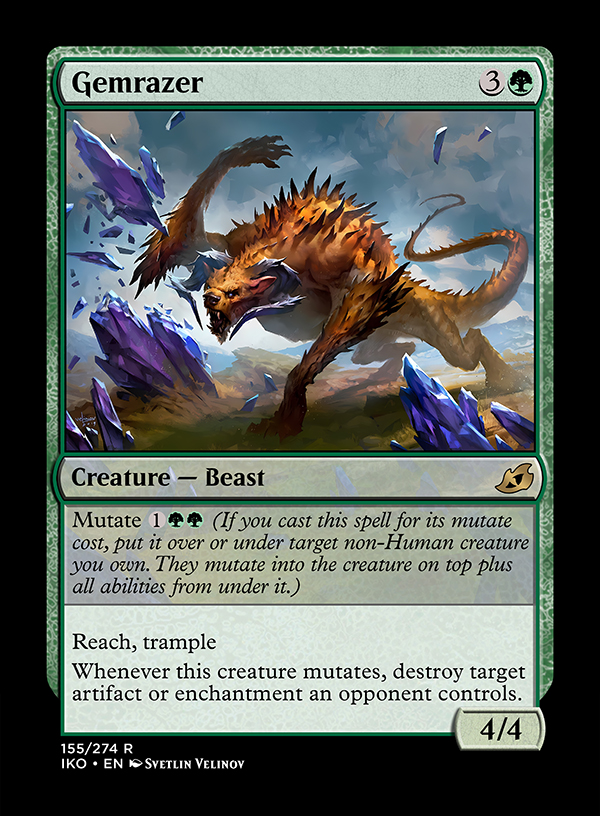 Gemrazer 3
Creature — Beast
Mutate 1 (If you cast this spell for its mutate
cost, put it over or under target non-Human creature
you own. They mutate into the creature on top plus
all abilities from under it.)
Reach, trample
Whenever this creature mutates, destroy target
artifact or enchantment an opponent controls.
4/4
155/274 R
IKO • EN Svetlin Velinov